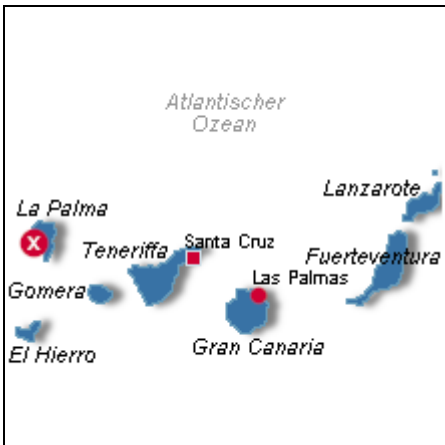 Atlantischer
Ozean
Lanzarote
La Palma
X
Teneriffa
Santa Cruz
Fuerteventura
Las Palmas
Gomera
El Hierro
Gran Canaria